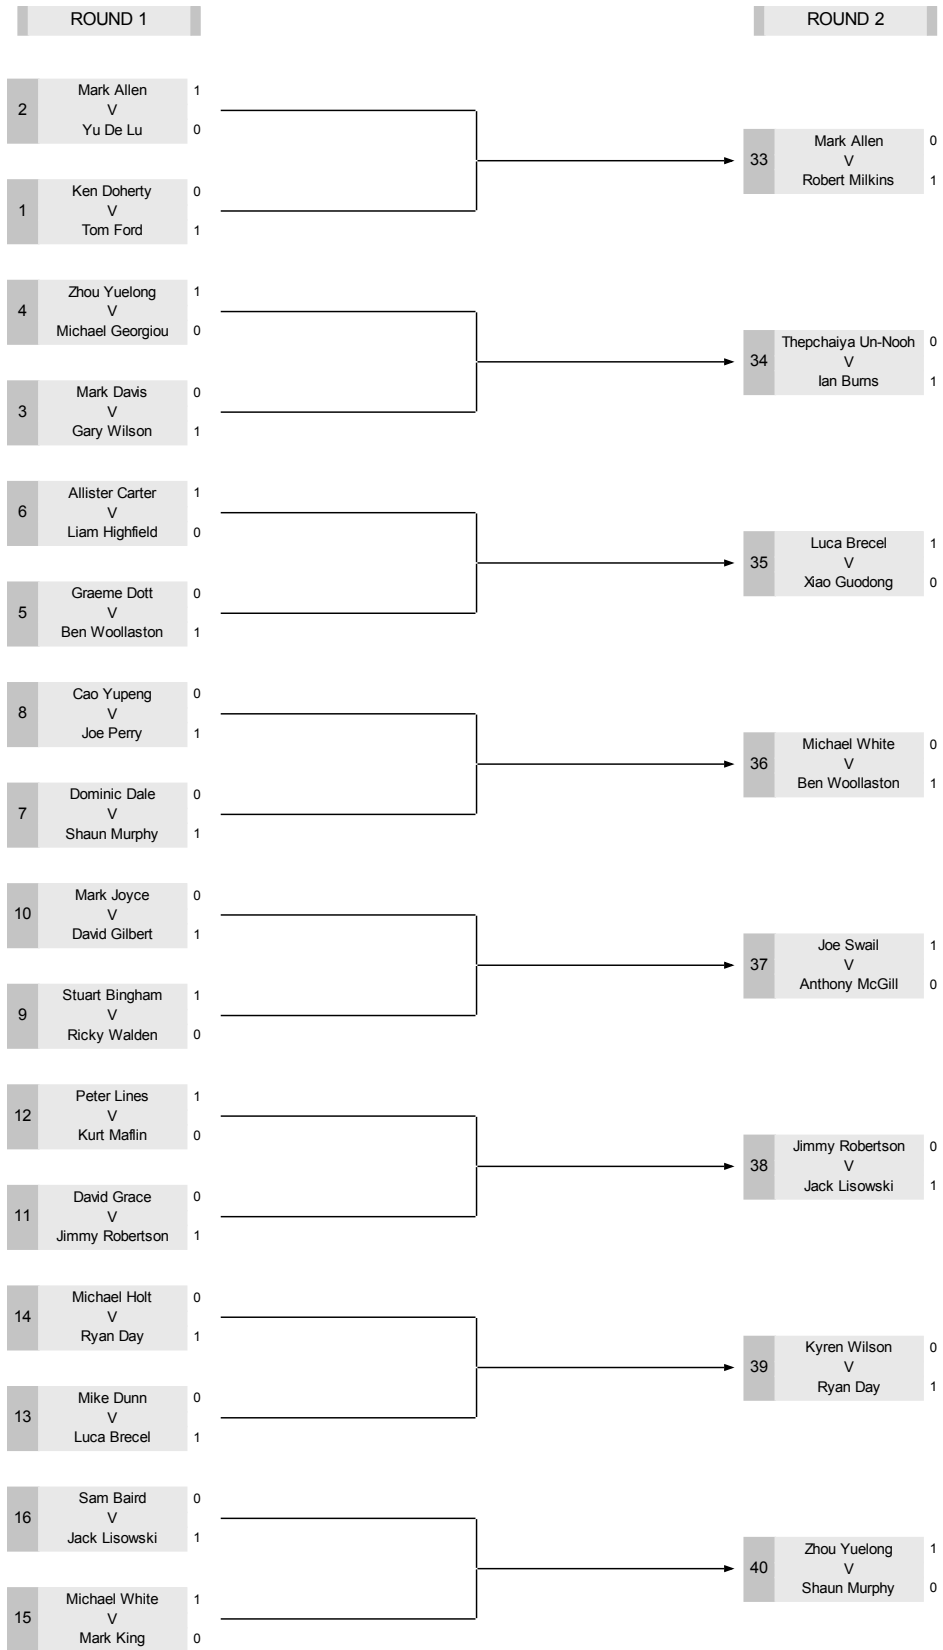 ROUND 1
ROUND 2
2
Mark Allen 1
V
Yu De Lu 0
1
Ken Doherty 0
V
Tom Ford 1
33
Mark Allen 0
V
Robert Milkins 1
4
Zhou Yuelong 1
V
Michael Georgiou 0
3
Mark Davis 0
V
Gary Wilson 1
34
Thepchaiya Un-Nooh 0
V
Ian Burns 1
6
Allister Carter 1
V
Liam Highfield 0
5
Graeme Dott 0
V
Ben Woollaston 1
35
Luca Brecel 1
V
Xiao Guodong 0
8
Cao Yupeng 0
V
Joe Perry 1
7
Dominic Dale 0
V
Shaun Murphy 1
36
Michael White 0
V
Ben Woollaston 1
10
Mark Joyce 0
V
David Gilbert 1
9
Stuart Bingham 1
V
Ricky Walden 0
37
Joe Swail 1
V
Anthony McGill 0
12
Peter Lines 1
V
Kurt Maflin 0
11
David Grace 0
V
Jimmy Robertson 1
38
Jimmy Robertson 0
V
Jack Lisowski 1
14
Michael Holt 0
V
Ryan Day 1
13
Mike Dunn 0
V
Luca Brecel 1
39
Kyren Wilson 0
V
Ryan Day 1
16
Sam Baird 0
V
Jack Lisowski 1
15
Michael White 1
V
Mark King 0
40
Zhou Yuelong 1
V
Shaun Murphy 0